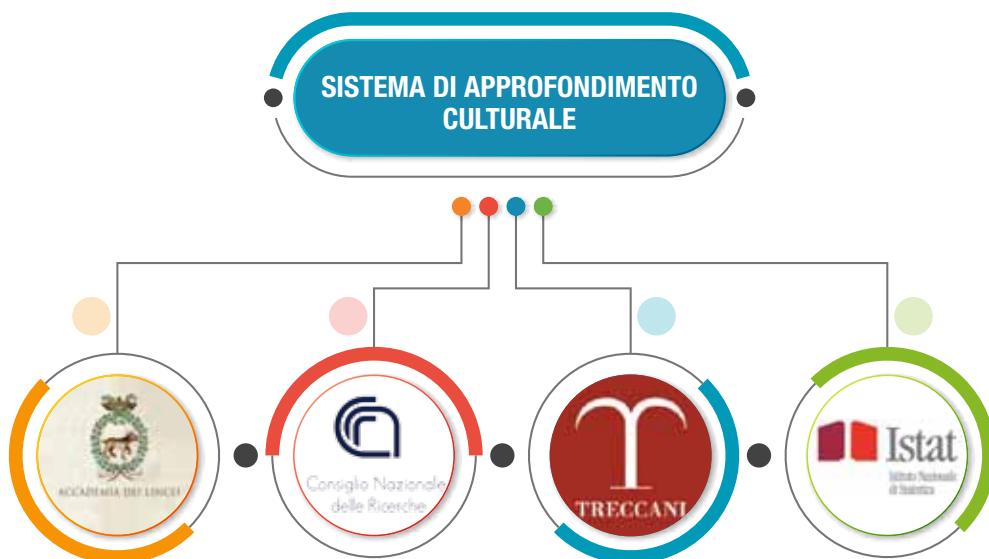 SISTEMA DI APPROFONDIMENTO
CULTURALE
ACCADEMIA DEI LINCEI
Consiglio Nazionale
delle Ricerche
TRECCANI
Istat
Istituto Nazionale
di Statistica